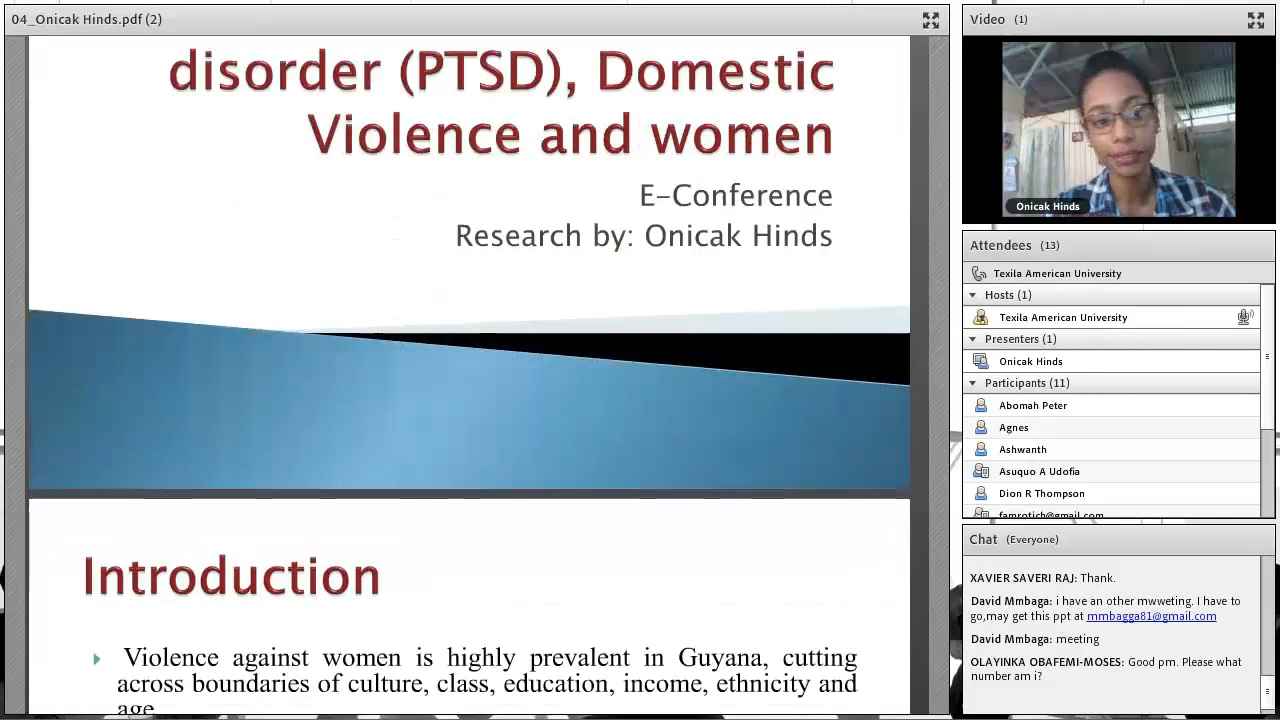 04_Onicak Hinds.pdf (2)
disorder (PTSD), Domestic
Violence and women
E-Conference
Research by: Onicak Hinds
Introduction
Violence against women is highly prevalent in Guyana, cutting
across boundaries of culture, class, education, income, ethnicity and
age
Video (1)
Onicak Hinds
Attendees (13)
Texila American University
Hosts (1)
Texila American University
Presenters (1)
Onicak Hinds
Participants (11)
Abomah Peter
Agnes
Ashwanth
Asuquo A Udofia
Dion R Thompson
famrotich@gmail.com
Chat (Everyone)
XAVIER SAVERI RAJ: Thank.
David Mmbaga: i have an other mwweting. I have to
go,may get this ppt at mmbagga81@gmail.com
David Mmbaga: meeting
OLAYINKA OBAFEMI-MOSES: Good pm. Please what
number am i?